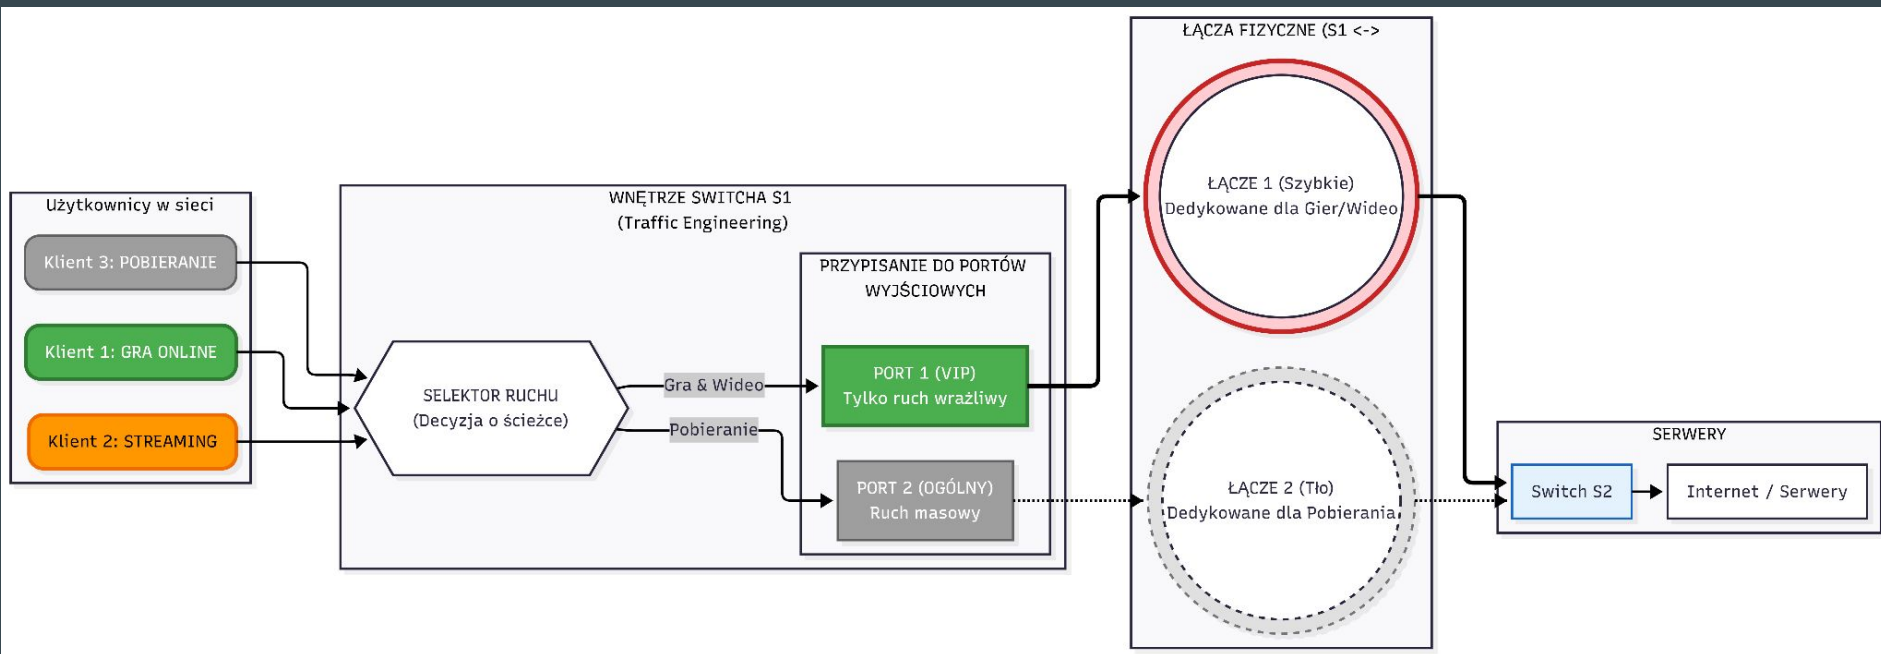 Użytkownicy w sieci
Klient 3: POBIERANIE
Klient 1: GRA ONLINE
Klient 2: STREAMING
WNĘTRZE SWITCHA S1
(Traffic Engineering)
SELEKTOR RUCHU
(Decyzja o ścieżce)
Gra & Wideo
Pobieranie
PRZYPISANIE DO PORTÓW
WYJŚCIOWYCH
PORT 1 (VIP)
Tylko ruch wrażliwy
PORT 2 (OGÓLNY)
Ruch masowy
ŁĄCZA FIZYCZNE (S1 <->
ŁĄCZE 1 (Szybkie)
Dedykowane dla Gier/Wideo
ŁĄCZE 2 (Tło)
Dedykowane dla Pobierania
SERWERY
Switch S2
Internet / Serwery